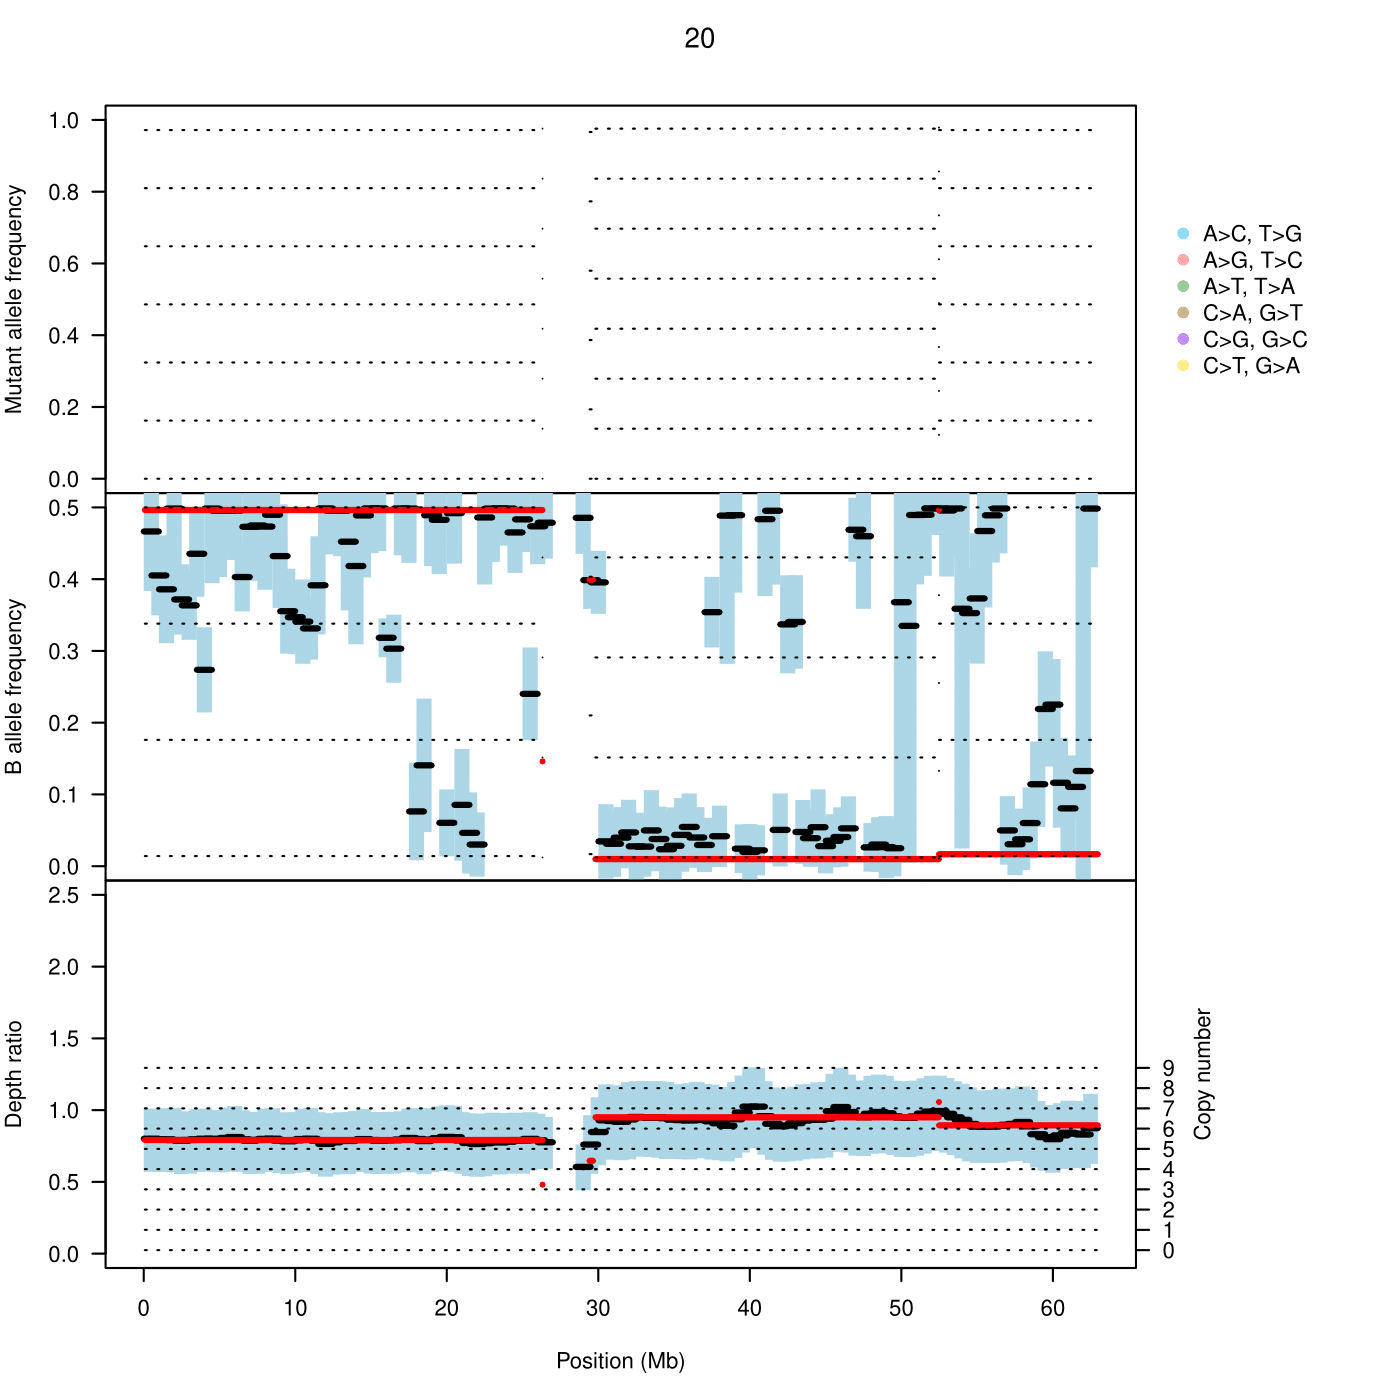 20
Mutant allele frequency
1.0
0.8
0.6
0.4
0.2
0.0
A>C, T>G
A>G, T>C
A>T, T>A
C>A, G>T
C>G, G>C
C>T, G>A
B allele frequency
0.5
0.4
0.3
0.2
0.1
0.0
Depth ratio
2.5
2.0
1.5
1.0
0.5
0.0
Copy number
9
8
7
6
5
4
3
2
1
0
0 10 20 30 40 50 60
Position (Mb)